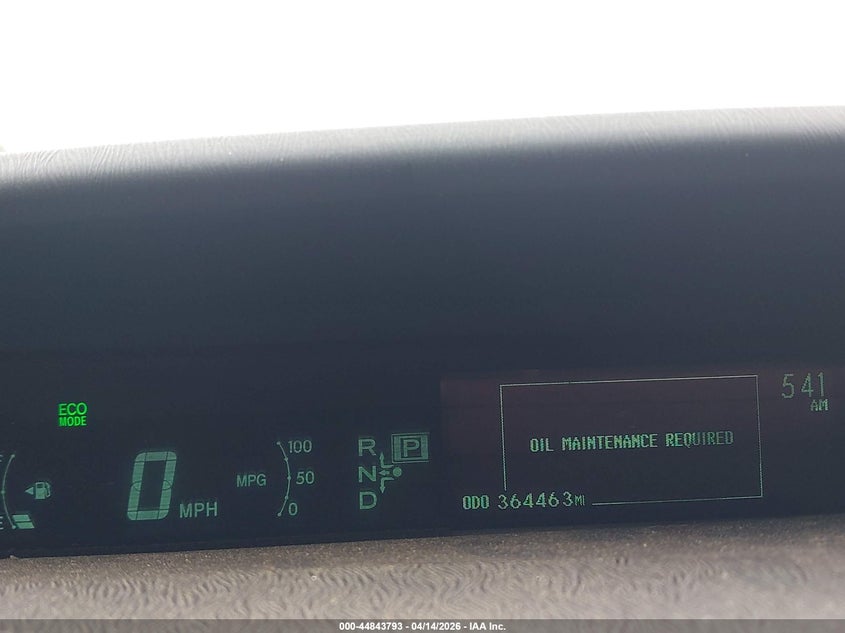 541
AM
ECO
MODE
OIL MAINTENANCE REQUIRED
R P
N
D
100
MPG 50
0
0 MPH
E
ODO 364463MI
000-44843793 - 04/14/2026 - IAA Inc.